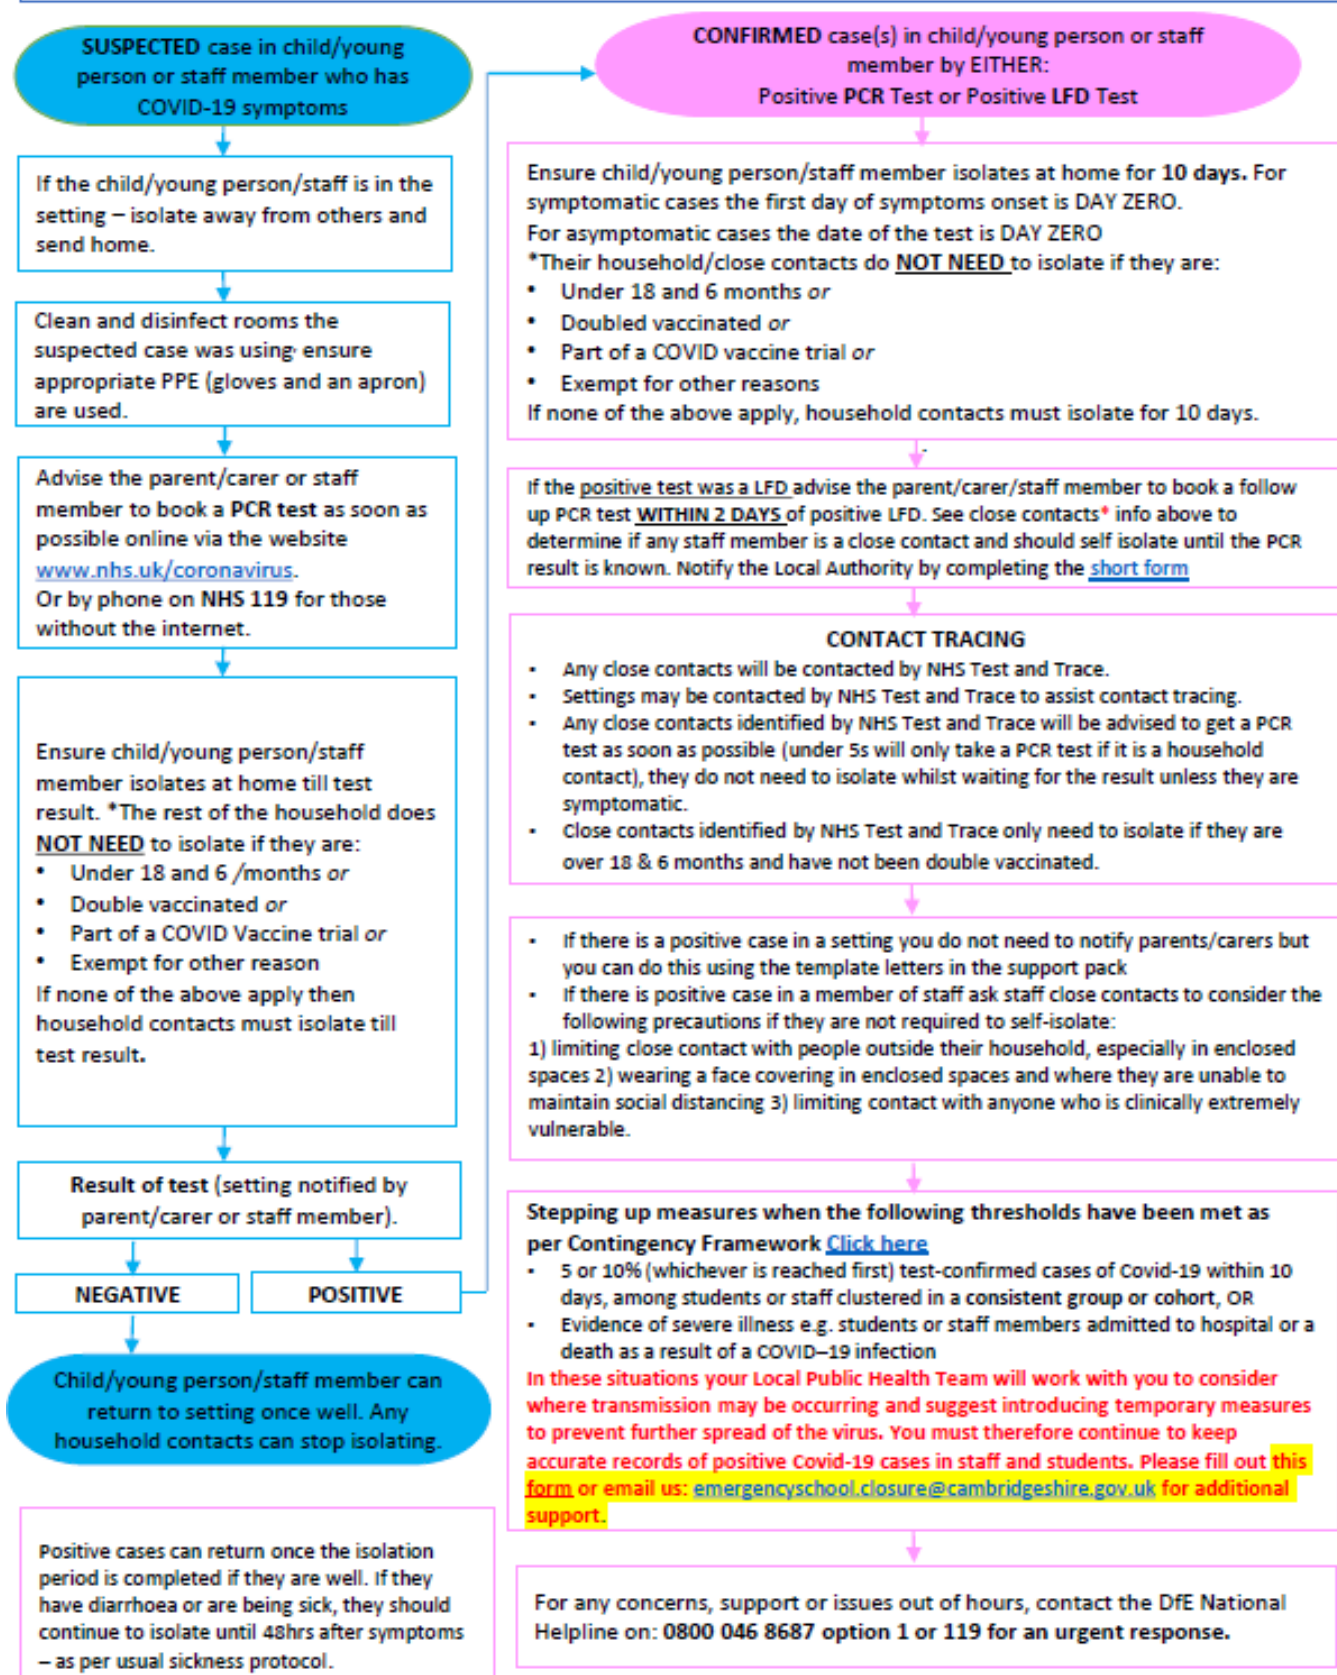 SUSPECTED case in child/young
person or staff member who has
COVID-19 symptoms
If the child/young person/staff is in the
setting – isolate away from others and
send home.
Clean and disinfect rooms the
suspected case was using- ensure
appropriate PPE (gloves and an apron)
are used.
Advise the parent/carer or staff
member to book a PCR test as soon as
possible online via the website
www.nhs.uk/coronavirus.
Or by phone on NHS 119 for those
without the internet.
Ensure child/young person/staff
member isolates at home till test
result. *The rest of the household does
NOT NEED to isolate if they are:
• Under 18 and 6 /months or
• Double vaccinated or
• Part of a COVID Vaccine trial or
• Exempt for other reason
If none of the above apply then
household contacts must isolate till
test result.
Result of test (setting notified by
parent/carer or staff member).
NEGATIVE
POSITIVE
Child/young person/staff member can
return to setting once well. Any
household contacts can stop isolating.
Positive cases can return once the isolation
period is completed if they are well. If they
have diarrhoea or are being sick, they should
continue to isolate until 48hrs after symptoms
– as per usual sickness protocol.
CONFIRMED case(s) in child/young person or staff
member by EITHER:
Positive PCR Test or Positive LFD Test
Ensure child/young person/staff member isolates at home for 10 days. For
symptomatic cases the first day of symptoms onset is DAY ZERO.
For asymptomatic cases the date of the test is DAY ZERO
*Their household/close contacts do NOT NEED to isolate if they are:
• Under 18 and 6 months or
• Doubled vaccinated or
• Part of a COVID vaccine trial or
• Exempt for other reasons
If none of the above apply, household contacts must isolate for 10 days.
If the positive test was a LFD advise the parent/carer/staff member to book a follow
up PCR test WITHIN 2 DAYS of positive LFD. See close contacts* info above to
determine if any staff member is a close contact and should self isolate until the PCR
result is known. Notify the Local Authority by completing the short form
CONTACT TRACING
- Any close contacts will be contacted by NHS Test and Trace.
- Settings may be contacted by NHS Test and Trace to assist contact tracing.
- Any close contacts identified by NHS Test and Trace will be advised to get a PCR
test as soon as possible (under 5s will only take a PCR test if it is a household
contact), they do not need to isolate whilst waiting for the result unless they are
symptomatic.
- Close contacts identified by NHS Test and Trace only need to isolate if they are
over 18 & 6 months and have not been double vaccinated.
- If there is a positive case in a setting you do not need to notify parents/carers but
you can do this using the template letters in the support pack
- If there is positive case in a member of staff ask staff close contacts to consider the
following precautions if they are not required to self-isolate:
1) limiting close contact with people outside their household, especially in enclosed
spaces 2) wearing a face covering in enclosed spaces and where they are unable to
maintain social distancing 3) limiting contact with anyone who is clinically extremely
vulnerable.
Stepping up measures when the following thresholds have been met as
per Contingency Framework Click here
- 5 or 10% (whichever is reached first) test-confirmed cases of Covid-19 within 10
days, among students or staff clustered in a consistent group or cohort, OR
- Evidence of severe illness e.g. students or staff members admitted to hospital or a
death as a result of a COVID–19 infection
In these situations your Local Public Health Team will work with you to consider
where transmission may be occurring and suggest introducing temporary measures
to prevent further spread of the virus. You must therefore continue to keep
accurate records of positive Covid-19 cases in staff and students. Please fill out this
form or email us: emergencyschool.closure@cambridgeshire.gov.uk for additional
support.
For any concerns, support or issues out of hours, contact the DfE National
Helpline on: 0800 046 8687 option 1 or 119 for an urgent response.